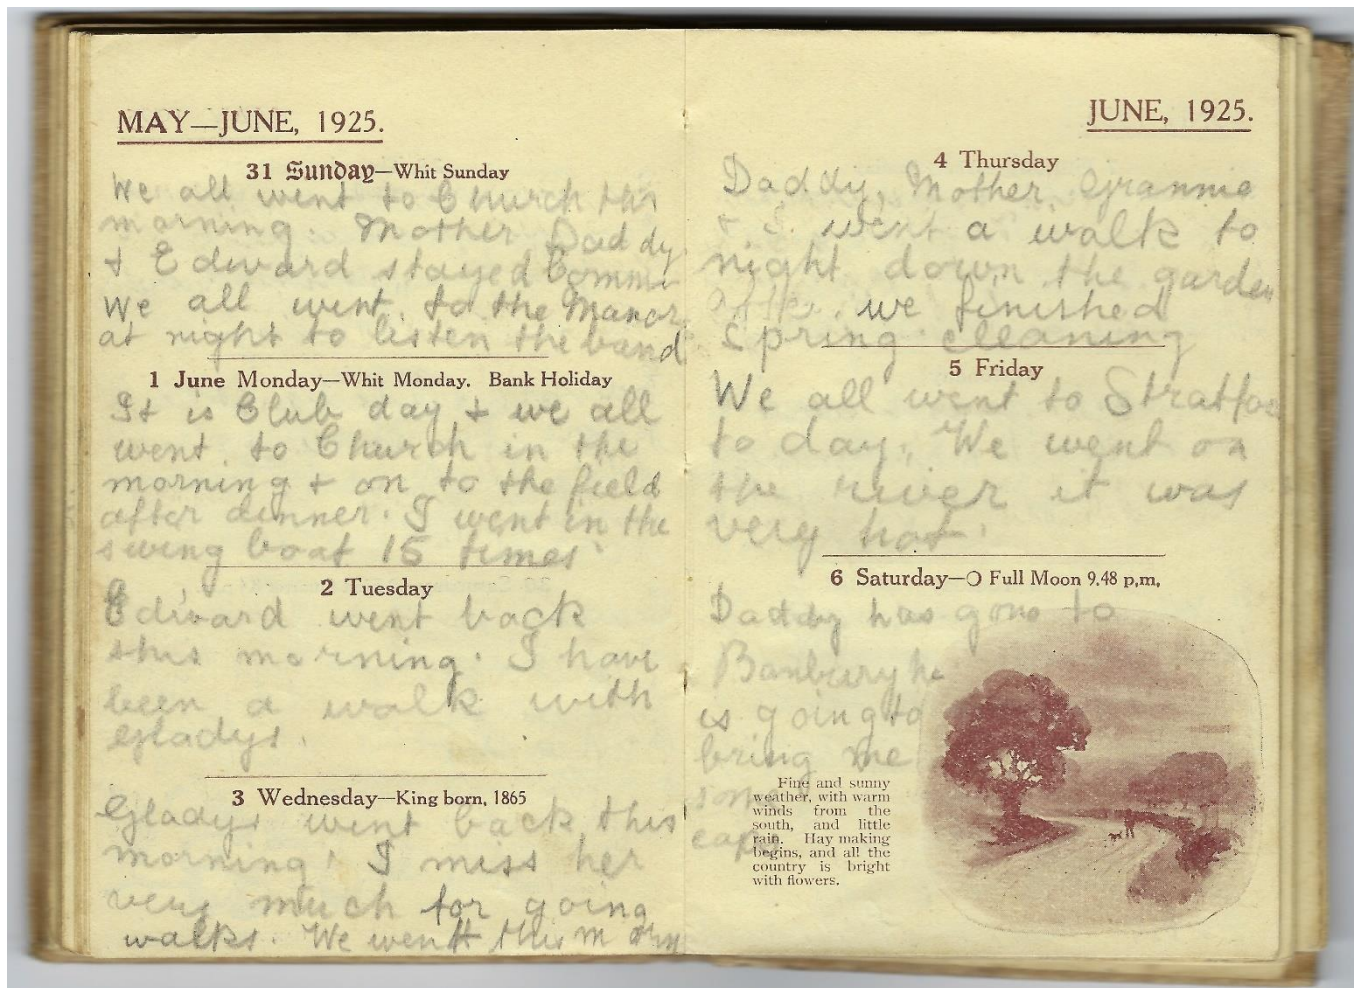 MAY—JUNE, 1925.
31 Sunday—Whit Sunday
We all went to Church this
morning. Mother Daddy
& Edward stayed Commu
We all went to the Manor
at night to listen the band
1 June Monday—Whit Monday. Bank Holiday
It is Club day & we all
went to Church in the
morning & on to the field
after dinner. I went in the
swing boat 15 times
2 Tuesday
Edward went back
this morning. I have
been a walk with
Gladys.
3 Wednesday—King born, 1865
Gladys went back this
morning. I miss her
very much for going
walks. We went this morn
JUNE, 1925.
4 Thursday
Daddy, Mother, Grannie
& I went a walk to
night down the garden
after we finished
spring cleaning
5 Friday
We all went to Stratfor
to day. We went on
the river it was
very hot.
6 Saturday—O Full Moon 9.48 p.m.
Daddy has gone to
Banbury he
is going to
bring me
some
caps
Fine and sunny
weather, with warm
winds from the
south, and little
rain. Hay making
begins, and all the
country is bright
with flowers.